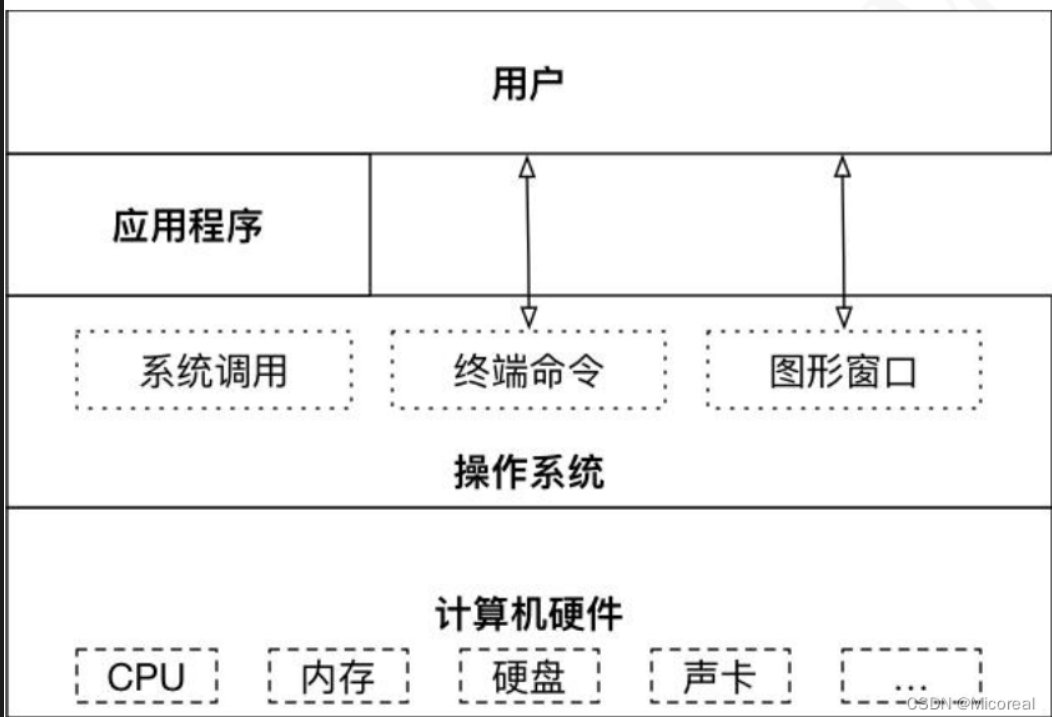 用户
应用程序
系统调用 终端命令 图形窗口
操作系统
计算机硬件
CPU 内存 硬盘 声卡 ...
CSDN @Micoreal